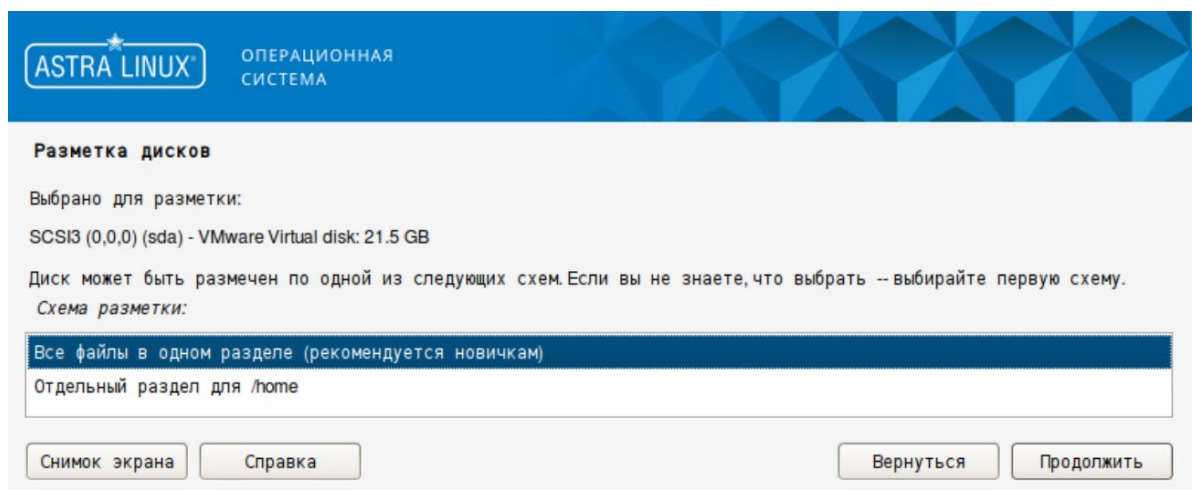 ASTRA LINUX®
ОПЕРАЦИОННАЯ
СИСТЕМА
Разметка дисков
Выбрано для разметки:
SCSI3 (0,0,0) (sda) - VMware Virtual disk: 21.5 GB
Диск может быть размечен по одной из следующих схем. Если вы не знаете, что выбрать -- выбирайте первую схему.
Схема разметки:
Все файлы в одном разделе (рекомендуется новичкам)
Отдельный раздел для /home
Снимок экрана
Справка
Вернуться
Продолжить